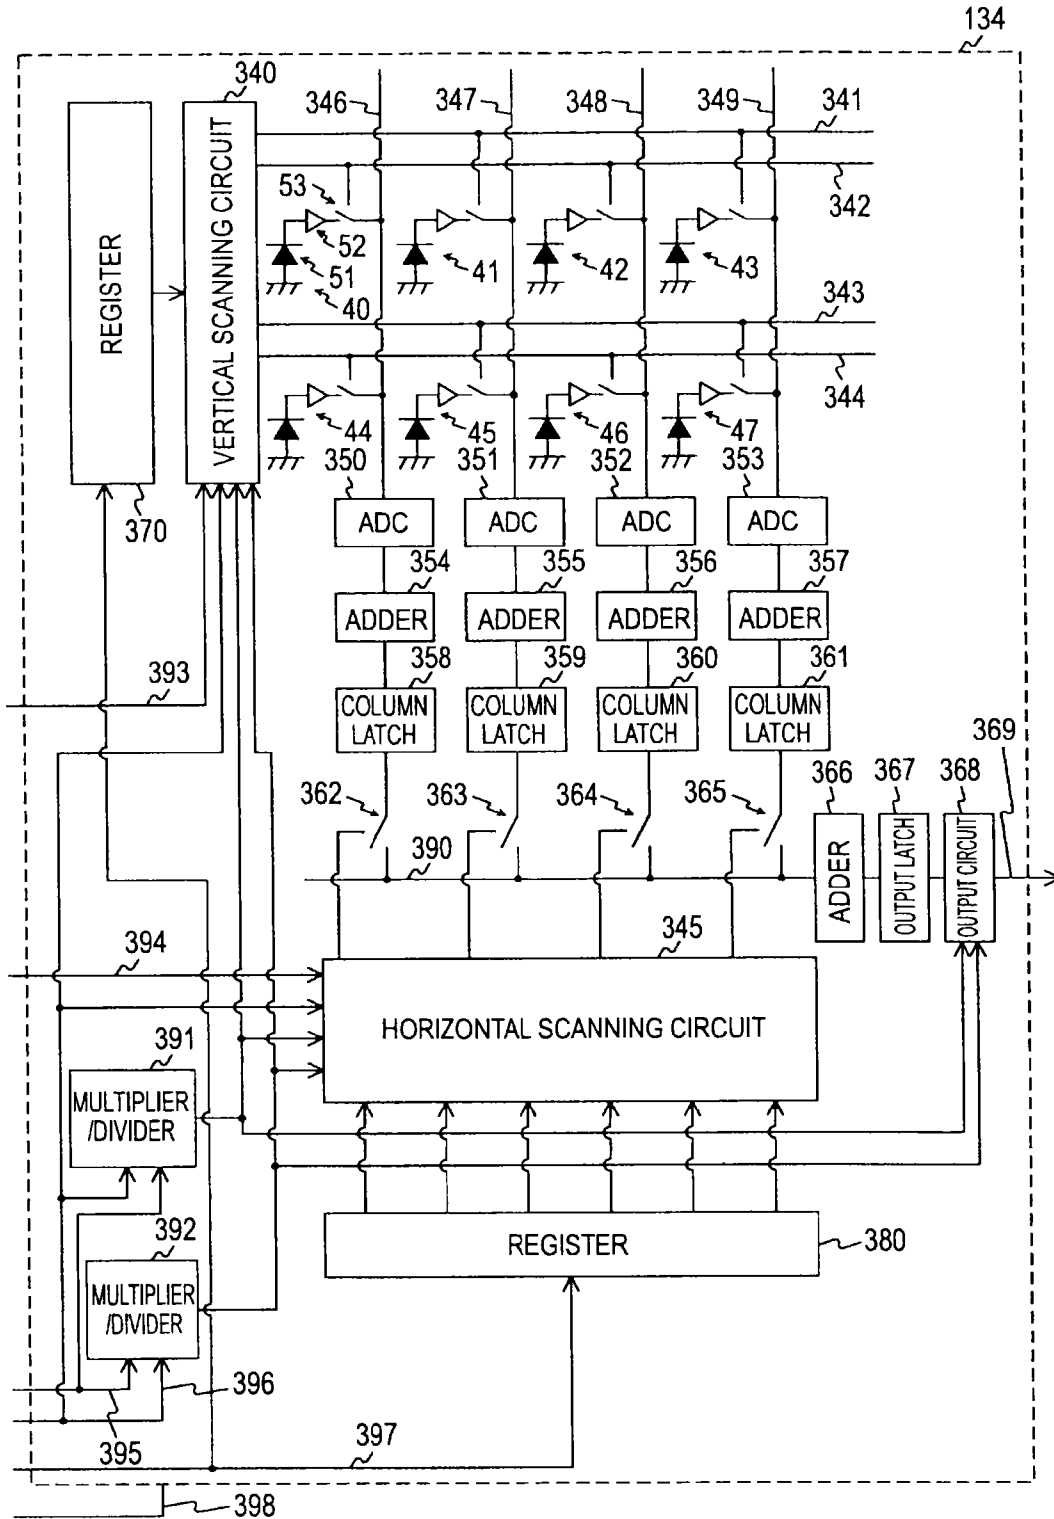 134
340
346
347
348
349
341
342
53
52
51
40
41
42
43
343
344
REGISTER
VERTICAL SCANNING CIRCUIT
44
45
46
47
350
351
352
353
370
ADC
ADC
ADC
ADC
354
355
356
357
ADDER
ADDER
ADDER
ADDER
393
358
359
360
361
COLUMN
LATCH
COLUMN
LATCH
COLUMN
LATCH
COLUMN
LATCH
362
363
364
365
366
367
368
369
390
ADDER
OUTPUT LATCH
OUTPUT CIRCUIT
394
345
HORIZONTAL SCANNING CIRCUIT
391
MULTIPLIER
/DIVIDER
392
MULTIPLIER
/DIVIDER
REGISTER
380
396
395
397
398